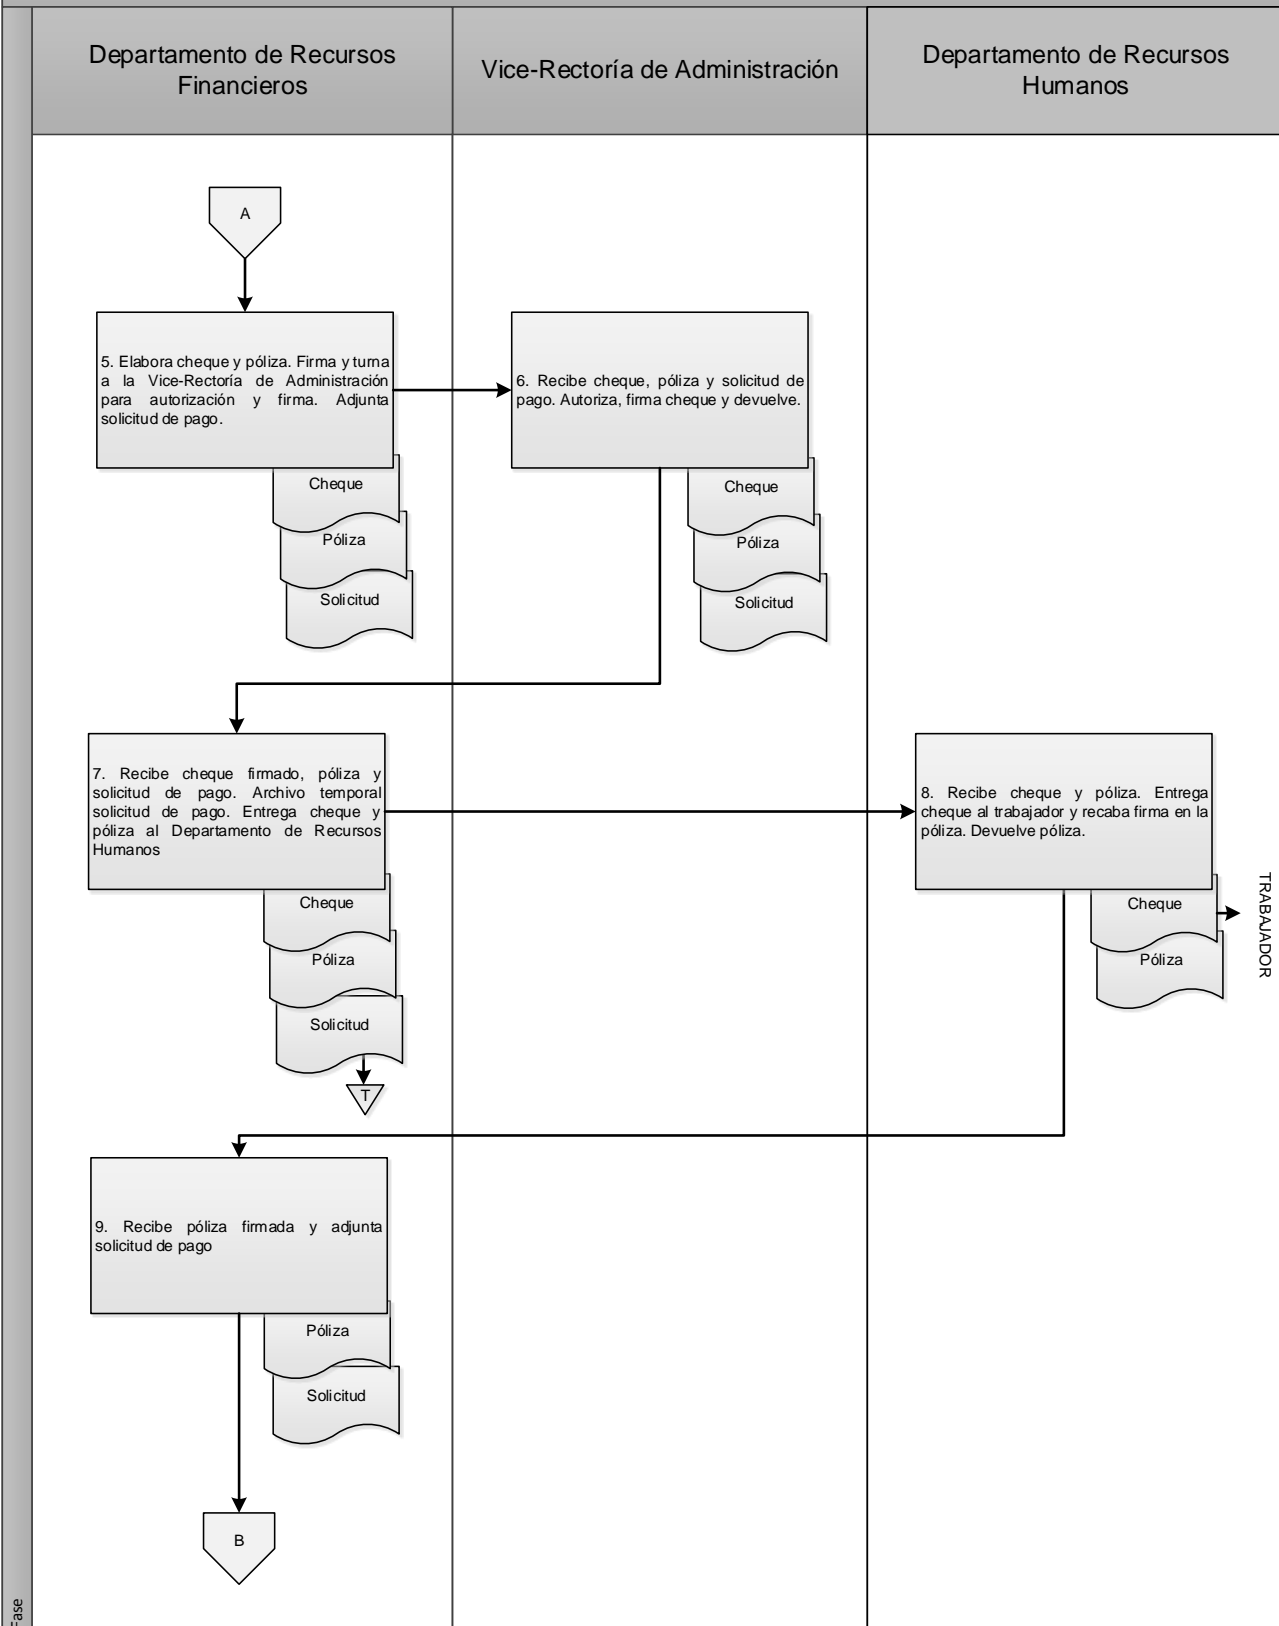 Departamento de Recursos
Financieros
Vice-Rectoría de Administración
Departamento de Recursos
Humanos
A
5. Elabora cheque y póliza. Firma y turna
a la Vice-Rectoría de Administración
para autorización y firma. Adjunta
solicitud de pago.
Cheque
Póliza
Solicitud
6. Recibe cheque, póliza y solicitud de
pago. Autoriza, firma cheque y devuelve.
Cheque
Póliza
Solicitud
7. Recibe cheque firmado, póliza y
solicitud de pago. Archivo temporal
solicitud de pago. Entrega cheque y
póliza al Departamento de Recursos
Humanos
Cheque
Póliza
Solicitud
T
8. Recibe cheque y póliza. Entrega
cheque al trabajador y recaba firma en la
póliza. Devuelve póliza.
Cheque
Póliza
TRABAJADOR
9. Recibe póliza firmada y adjunta
solicitud de pago
Póliza
Solicitud
B
Fase